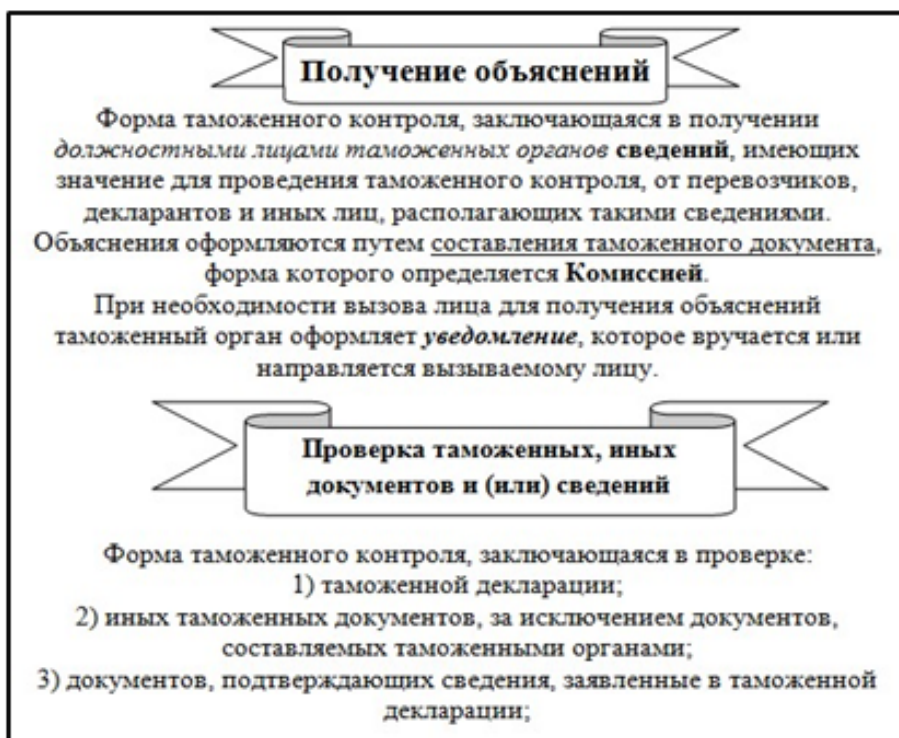 Получение объяснений
Форма таможенного контроля, заключающаяся в получении
должностными лицами таможенных органов сведений, имеющих
значение для проведения таможенного контроля, от перевозчиков,
декларантов и иных лиц, располагающих такими сведениями.
Объяснения оформляются путем составления таможенного документа,
форма которого определяется Комиссией.
При необходимости вызова лица для получения объяснений
таможенный орган оформляет уведомление, которое вручается или
направляется вызываемому лицу.
Проверка таможенных, иных
документов и (или) сведений
Форма таможенного контроля, заключающаяся в проверке:
1) таможенной декларации;
2) иных таможенных документов, за исключением документов,
составляемых таможенными органами;
3) документов, подтверждающих сведения, заявленные в таможенной
декларации;